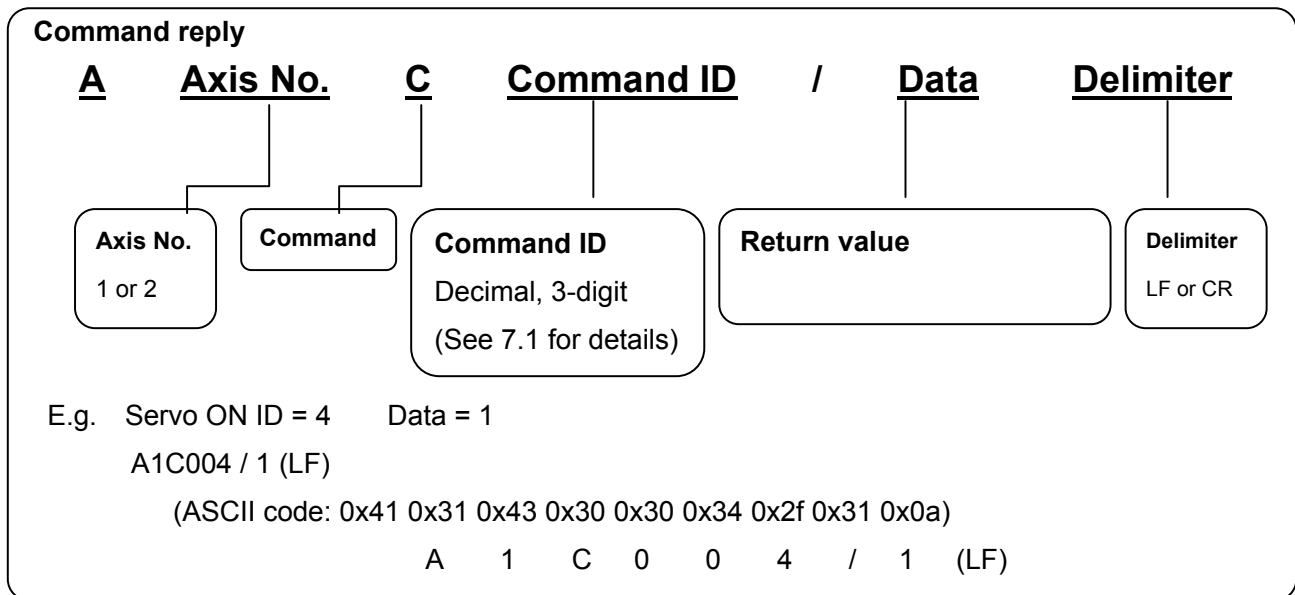 Command reply
A Axis No. C Command ID / Data Delimiter
Axis No.
1 or 2
Command
Command ID
Decimal, 3-digit
(See 7.1 for details)
Return value
Delimiter
LF or CR
E.g. Servo ON ID = 4 Data = 1
A1C004 / 1 (LF)
(ASCII code: 0x41 0x31 0x43 0x30 0x30 0x34 0x2f 0x31 0x0a)
A 1 C 0 0 4 / 1 (LF)